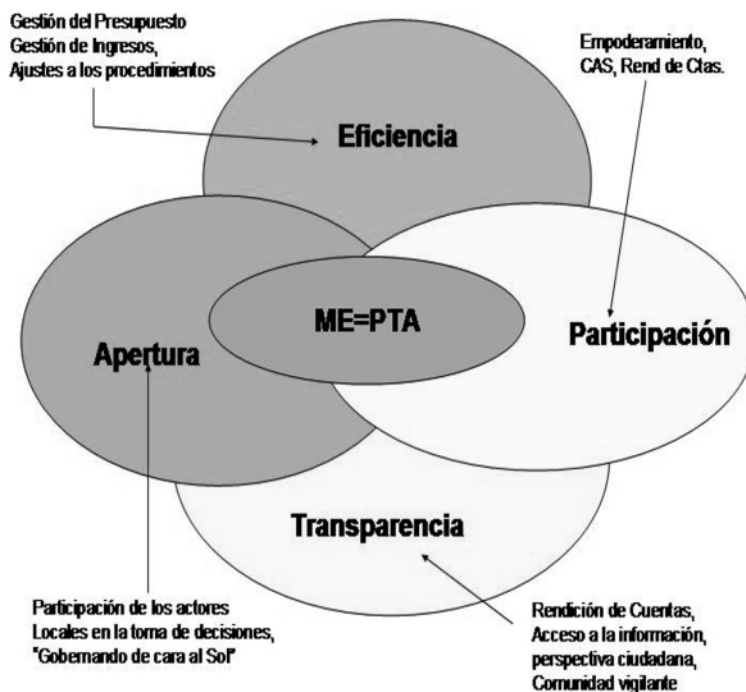 Gestión del Presupuesto
Gestión de Ingresos,
Ajustes a los procedimientos
Empoderamiento,
CAS, Rend de Ctas.
Eficiencia
ME=PTA
Apertura
Participación
Transparencia
Participación de los actores
Locales en la toma de decisiones,
"Gobernando de cara al Sol"
Rendición de Cuentas,
Acceso a la información,
perspectiva ciudadana,
Comunidad vigilante